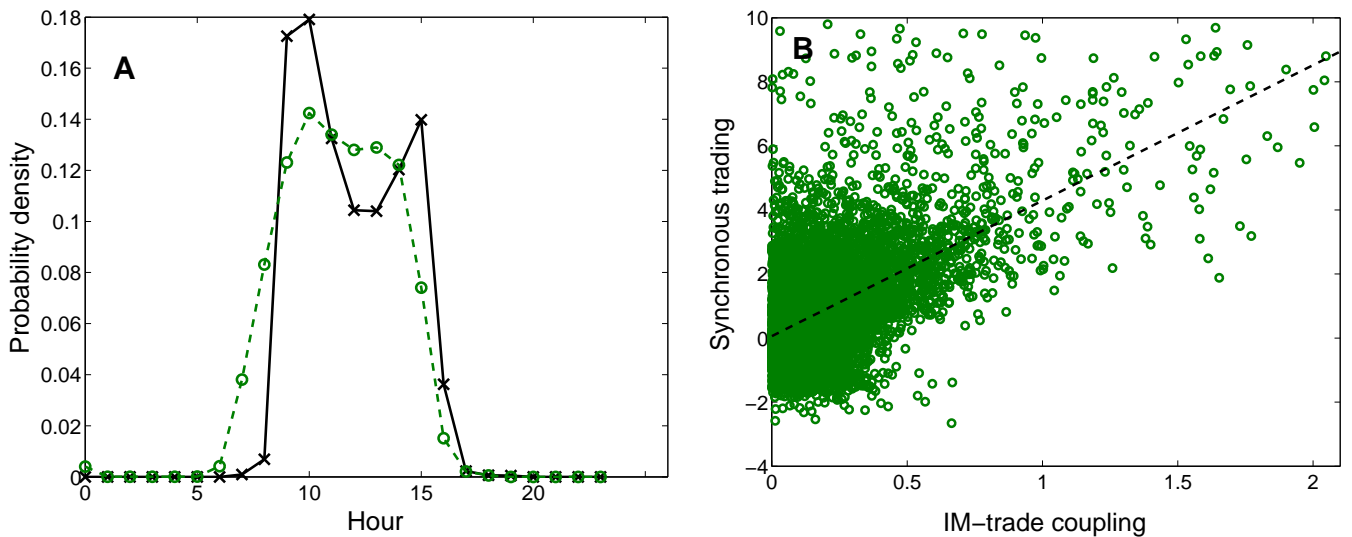 A
Probability density
0.18
0.16
0.14
0.12
0.1
0.08
0.06
0.04
0.02
0
0 5 10 15 20
Hour
B
Synchronous trading
10
8
6
4
2
0
−2
−4
0 0.5 1 1.5 2
IM−trade coupling